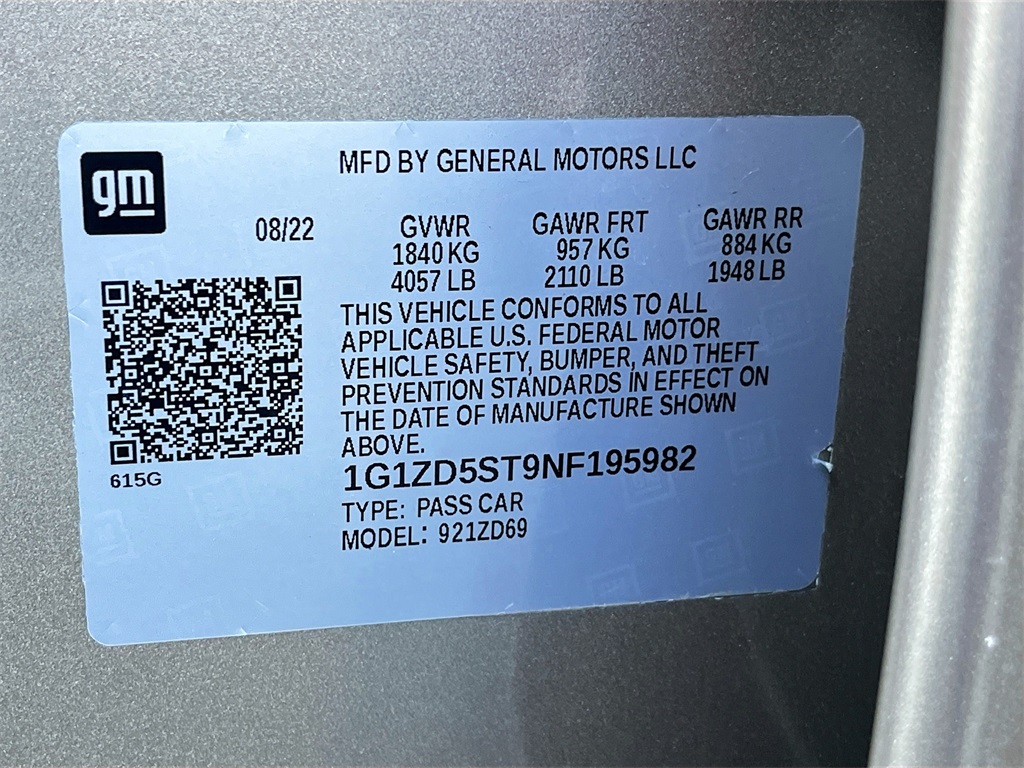 gm
MFD BY GENERAL MOTORS LLC
08/22 GVWR GAWR FRT GAWR RR
1840 KG 957 KG 884 KG
4057 LB 2110 LB 1948 LB
THIS VEHICLE CONFORMS TO ALL
APPLICABLE U.S. FEDERAL MOTOR
VEHICLE SAFETY, BUMPER, AND THEFT
PREVENTION STANDARDS IN EFFECT ON
THE DATE OF MANUFACTURE SHOWN
ABOVE.
615G
1G1ZD5ST9NF195982
TYPE: PASS CAR
MODEL: 921ZD69